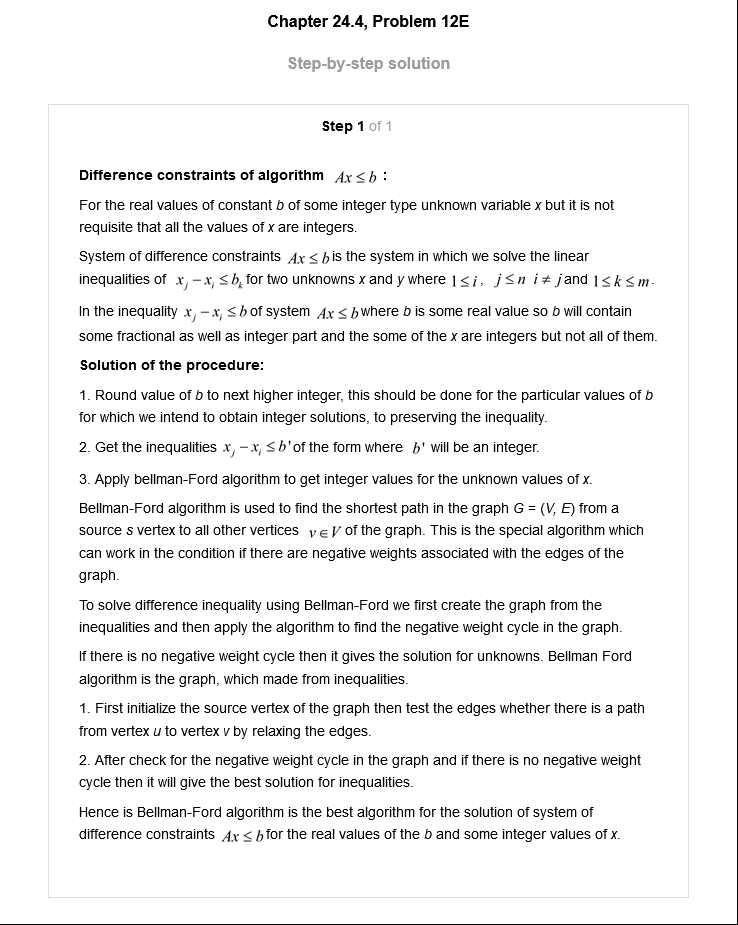 Chapter 24.4, Problem 12E
Step-by-step solution
Step 1 of 1
Difference constraints of algorithm Ax ≤ b :
For the real values of constant b of some integer type unknown variable x but it is not
requisite that all the values of x are integers.
System of difference constraints Ax ≤ b is the system in which we solve the linear
inequalities of x_j − x_i ≤ b_k for two unknowns x and y where 1 ≤ i, j ≤ n i ≠ j and 1 ≤ k ≤ m.
In the inequality x_j − x_i ≤ b of system Ax ≤ b where b is some real value so b will contain
some fractional as well as integer part and the some of the x are integers but not all of them.
Solution of the procedure:
1. Round value of b to next higher integer, this should be done for the particular values of b
for which we intend to obtain integer solutions, to preserving the inequality.
2. Get the inequalities x_j − x_i ≤ b' of the form where b' will be an integer.
3. Apply bellman-Ford algorithm to get integer values for the unknown values of x.
Bellman-Ford algorithm is used to find the shortest path in the graph G = (V, E) from a
source s vertex to all other vertices v ∈ V of the graph. This is the special algorithm which
can work in the condition if there are negative weights associated with the edges of the
graph.
To solve difference inequality using Bellman-Ford we first create the graph from the
inequalities and then apply the algorithm to find the negative weight cycle in the graph.
If there is no negative weight cycle then it gives the solution for unknowns. Bellman Ford
algorithm is the graph, which made from inequalities.
1. First initialize the source vertex of the graph then test the edges whether there is a path
from vertex u to vertex v by relaxing the edges.
2. After check for the negative weight cycle in the graph and if there is no negative weight
cycle then it will give the best solution for inequalities.
Hence is Bellman-Ford algorithm is the best algorithm for the solution of system of
difference constraints Ax ≤ b for the real values of the b and some integer values of x.